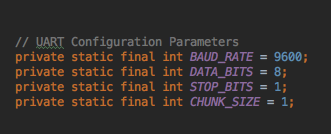 // UART Configuration Parameters
private static final int BAUD_RATE = 9600;
private static final int DATA_BITS = 8;
private static final int STOP_BITS = 1;
private static final int CHUNK_SIZE = 1;